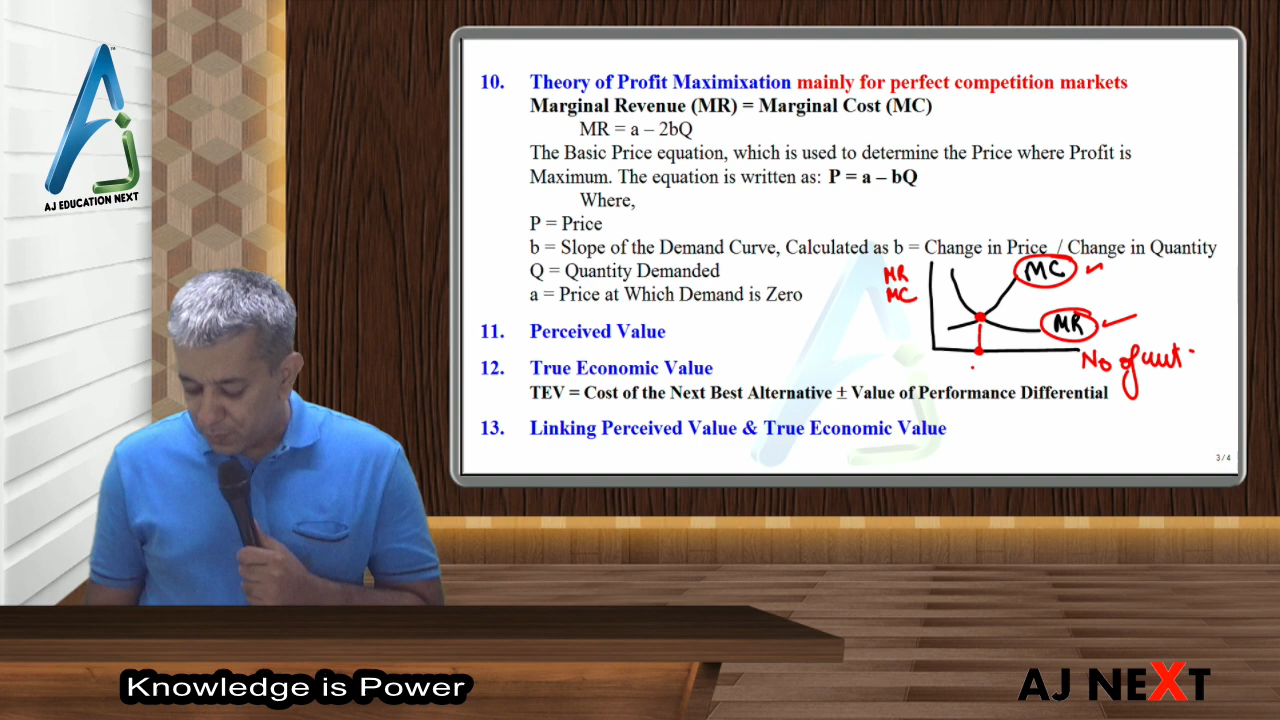 10. Theory of Profit Maximixation mainly for perfect competition markets
Marginal Revenue (MR) = Marginal Cost (MC)
MR = a – 2bQ
The Basic Price equation, which is used to determine the Price where Profit is
Maximum. The equation is written as: P = a – bQ
Where,
P = Price
b = Slope of the Demand Curve, Calculated as b = Change in Price / Change in Quantity
Q = Quantity Demanded
a = Price at Which Demand is Zero
MR
MC
MC
MR
No of unit
11. Perceived Value
12. True Economic Value
TEV = Cost of the Next Best Alternative ± Value of Performance Differential
13. Linking Perceived Value & True Economic Value
3/4
TM
AJ EDUCATION NEXT
Knowledge is Power
AJ NEXT